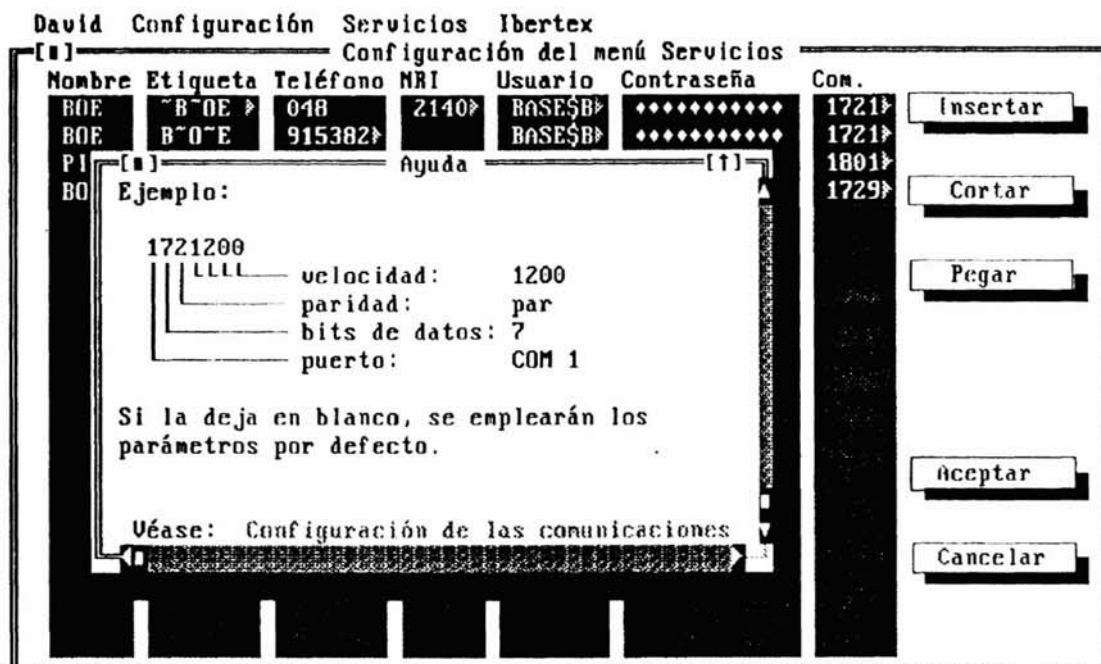 David Configuración Servicios Ibertex
[■] Configuración del menú Servicios
Nombre Etiqueta Teléfono NRI Usuario Contraseña Com.
BOE ~B~OE 048 2140 BASE$B ♦♦♦♦♦♦♦♦♦♦♦ 1721 Insertar
BOE B~O~E 915382 BASE$B ♦♦♦♦♦♦♦♦♦♦♦ 1721
PI 1801
BO 1729 Cortar
[■] Ayuda [↑]
Ejemplo:
1721200
velocidad: 1200
paridad: par
bits de datos: 7
puerto: COM 1
Si la deja en blanco, se emplearán los
parámetros por defecto.
Véase: Configuración de las comunicaciones
Pegar
Aceptar
Cancelar